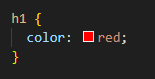 h1 {
  color: red;
}